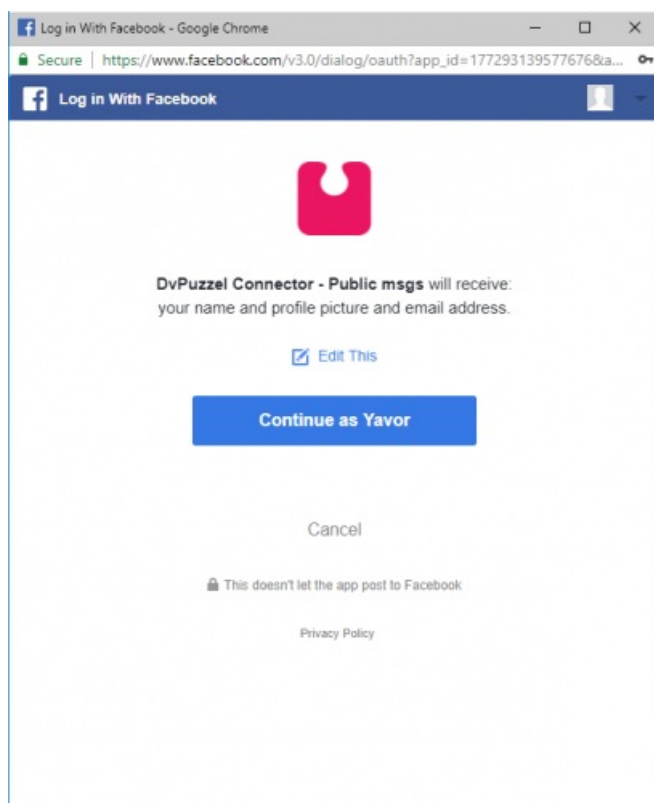 Log in With Facebook - Google Chrome
Secure | https://www.facebook.com/v3.0/dialog/oauth?app_id=177293139577676&a...
Log in With Facebook
DvPuzzel Connector - Public msgs will receive:
your name and profile picture and email address.
Edit This
Continue as Yavor
Cancel
This doesn't let the app post to Facebook
Privacy Policy